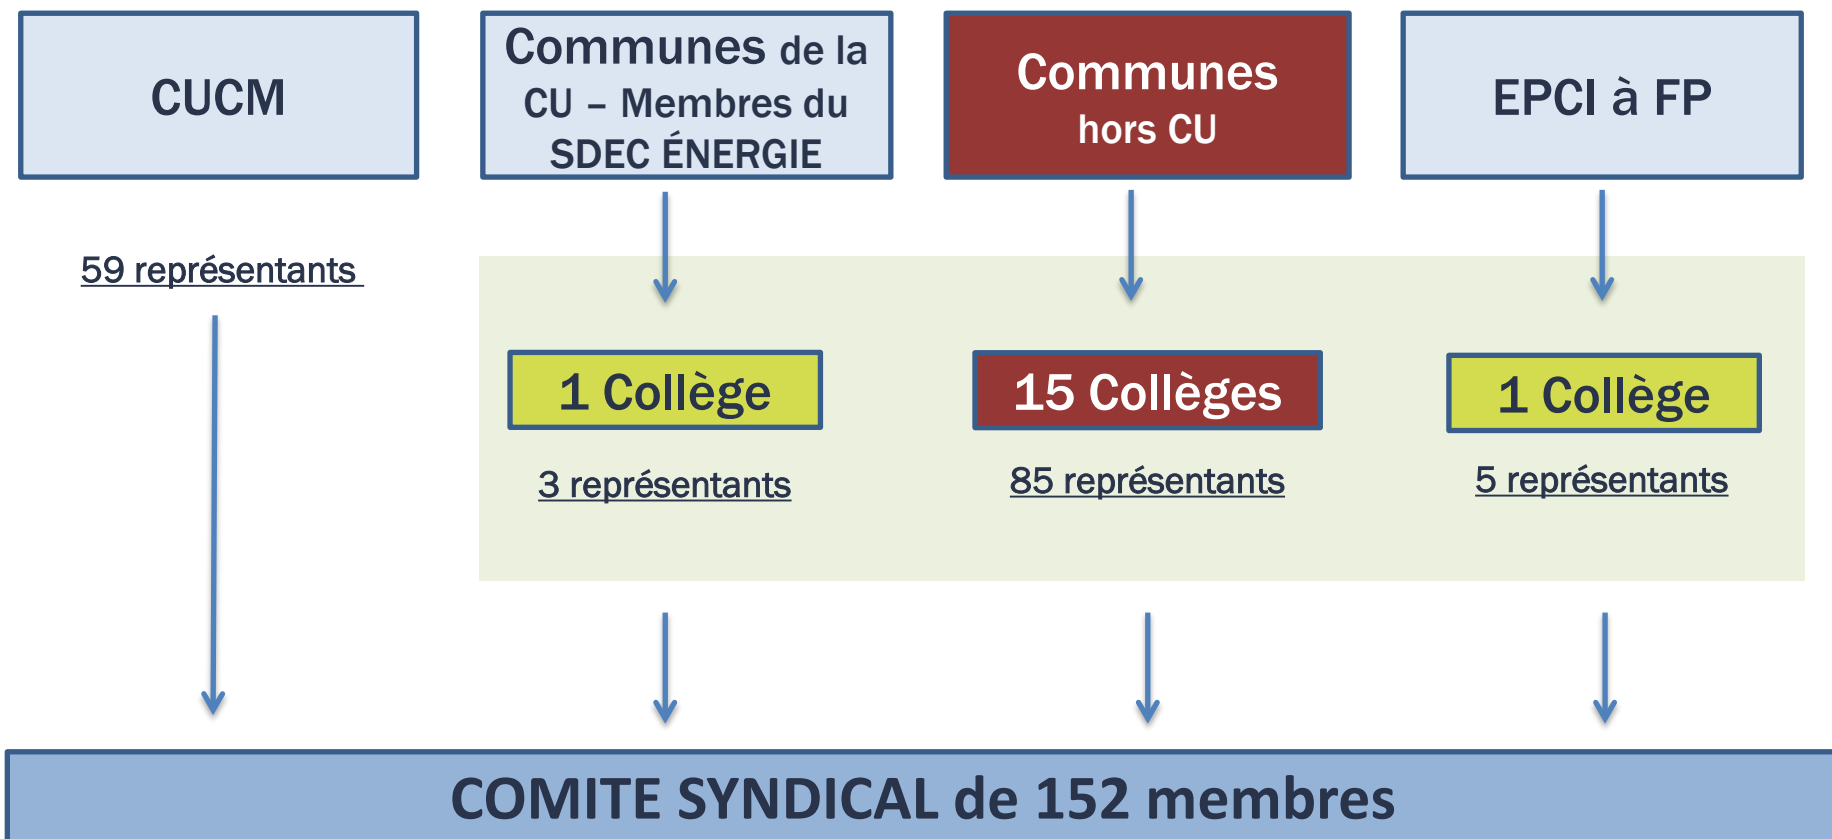 CUCM
Communes de la
CU – Membres du
SDEC ÉNERGIE
Communes
hors CU
EPCI à FP
59 représentants
1 Collège
15 Collèges
1 Collège
3 représentants
85 représentants
5 représentants
COMITE SYNDICAL de 152 membres